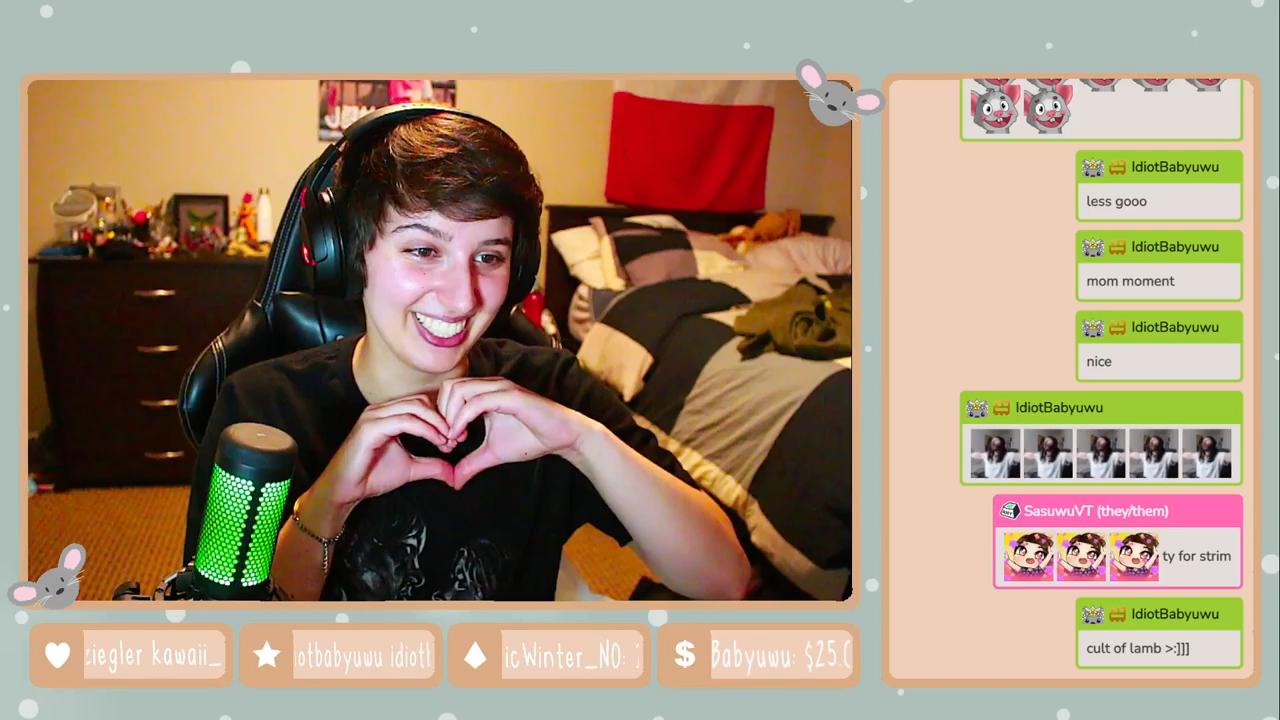 IdiotBabyuwu
less gooo
IdiotBabyuwu
mom moment
IdiotBabyuwu
nice
IdiotBabyuwu
SasuwuVT (they/them)
ty for strim
IdiotBabyuwu
cult of lamb >:]]]
ziegler kawaii_
otbabyuwu idiotb
icWinter_NO:
Babyuwu: $25.0